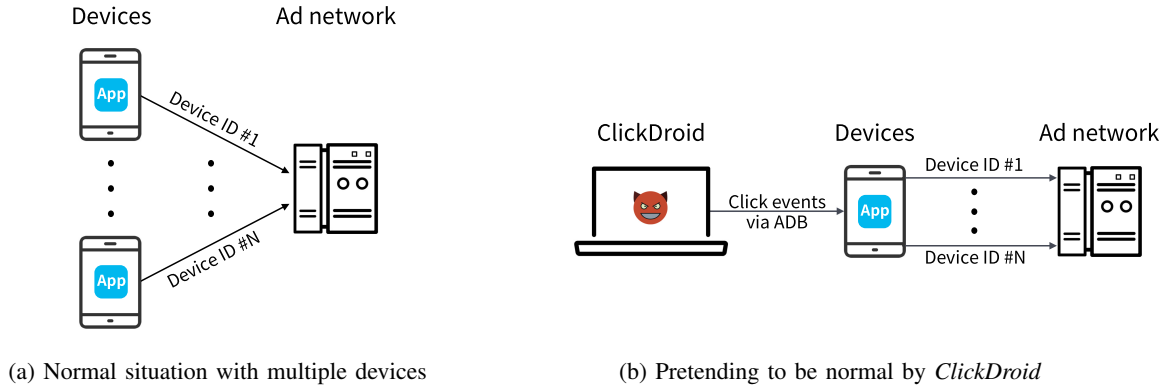 Devices
Ad network
App
Device ID #1
App
Device ID #N
(a) Normal situation with multiple devices
ClickDroid
Devices
Ad network
Click events
via ADB
App
Device ID #1
Device ID #N
(b) Pretending to be normal by ClickDroid